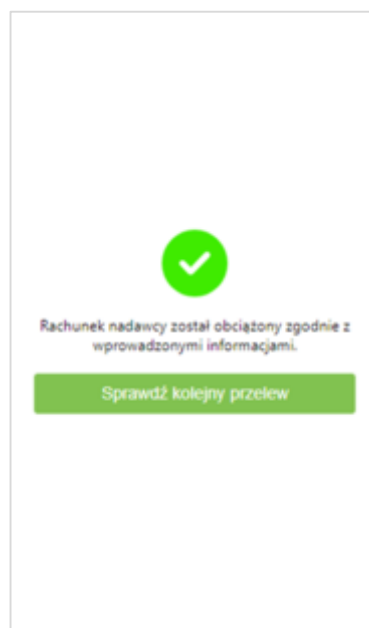 Rachunek nadawcy został obciążony zgodnie z
wprowadzonymi informacjami.
Sprawdź kolejny przelew